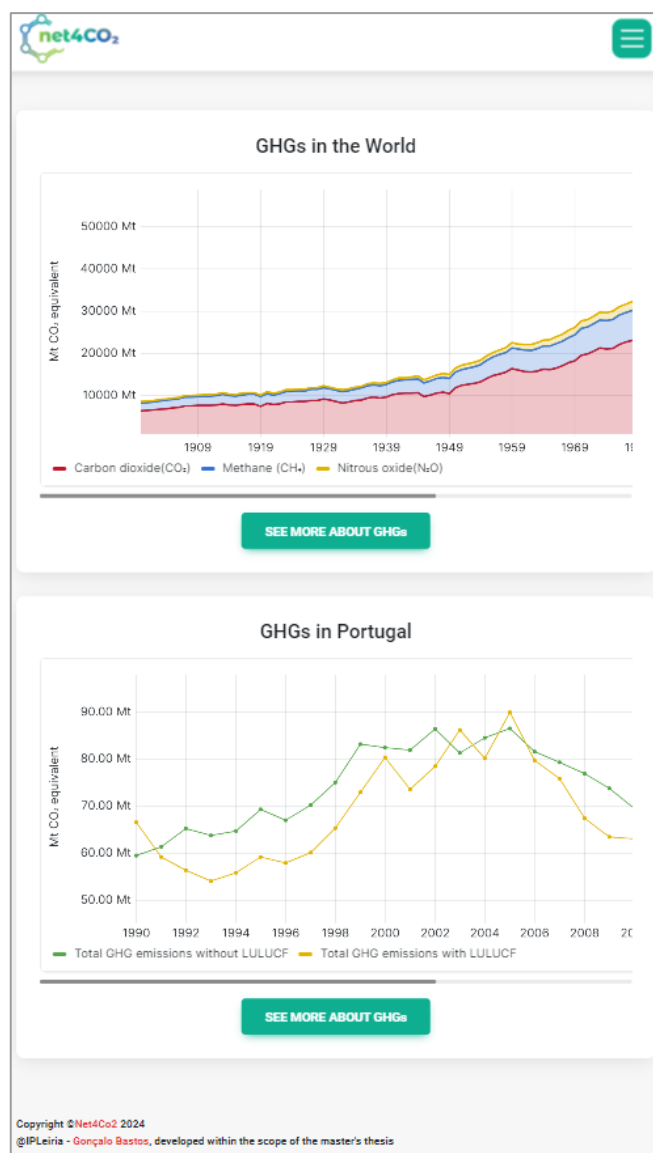 net4CO₂
GHGs in the World
Mt CO₂ equivalent
50000 Mt
40000 Mt
30000 Mt
20000 Mt
10000 Mt
1909 1919 1929 1939 1949 1959 1969
Carbon dioxide(CO₂) Methane (CH₄) Nitrous oxide(N₂O)
SEE MORE ABOUT GHGs
GHGs in Portugal
Mt CO₂ equivalent
90.00 Mt
80.00 Mt
70.00 Mt
60.00 Mt
50.00 Mt
1990 1992 1994 1996 1998 2000 2002 2004 2006 2008
Total GHG emissions without LULUCF Total GHG emissions with LULUCF
SEE MORE ABOUT GHGs
Copyright ©Net4Co2 2024
@IPLeiria - Gonçalo Bastos, developed within the scope of the master's thesis